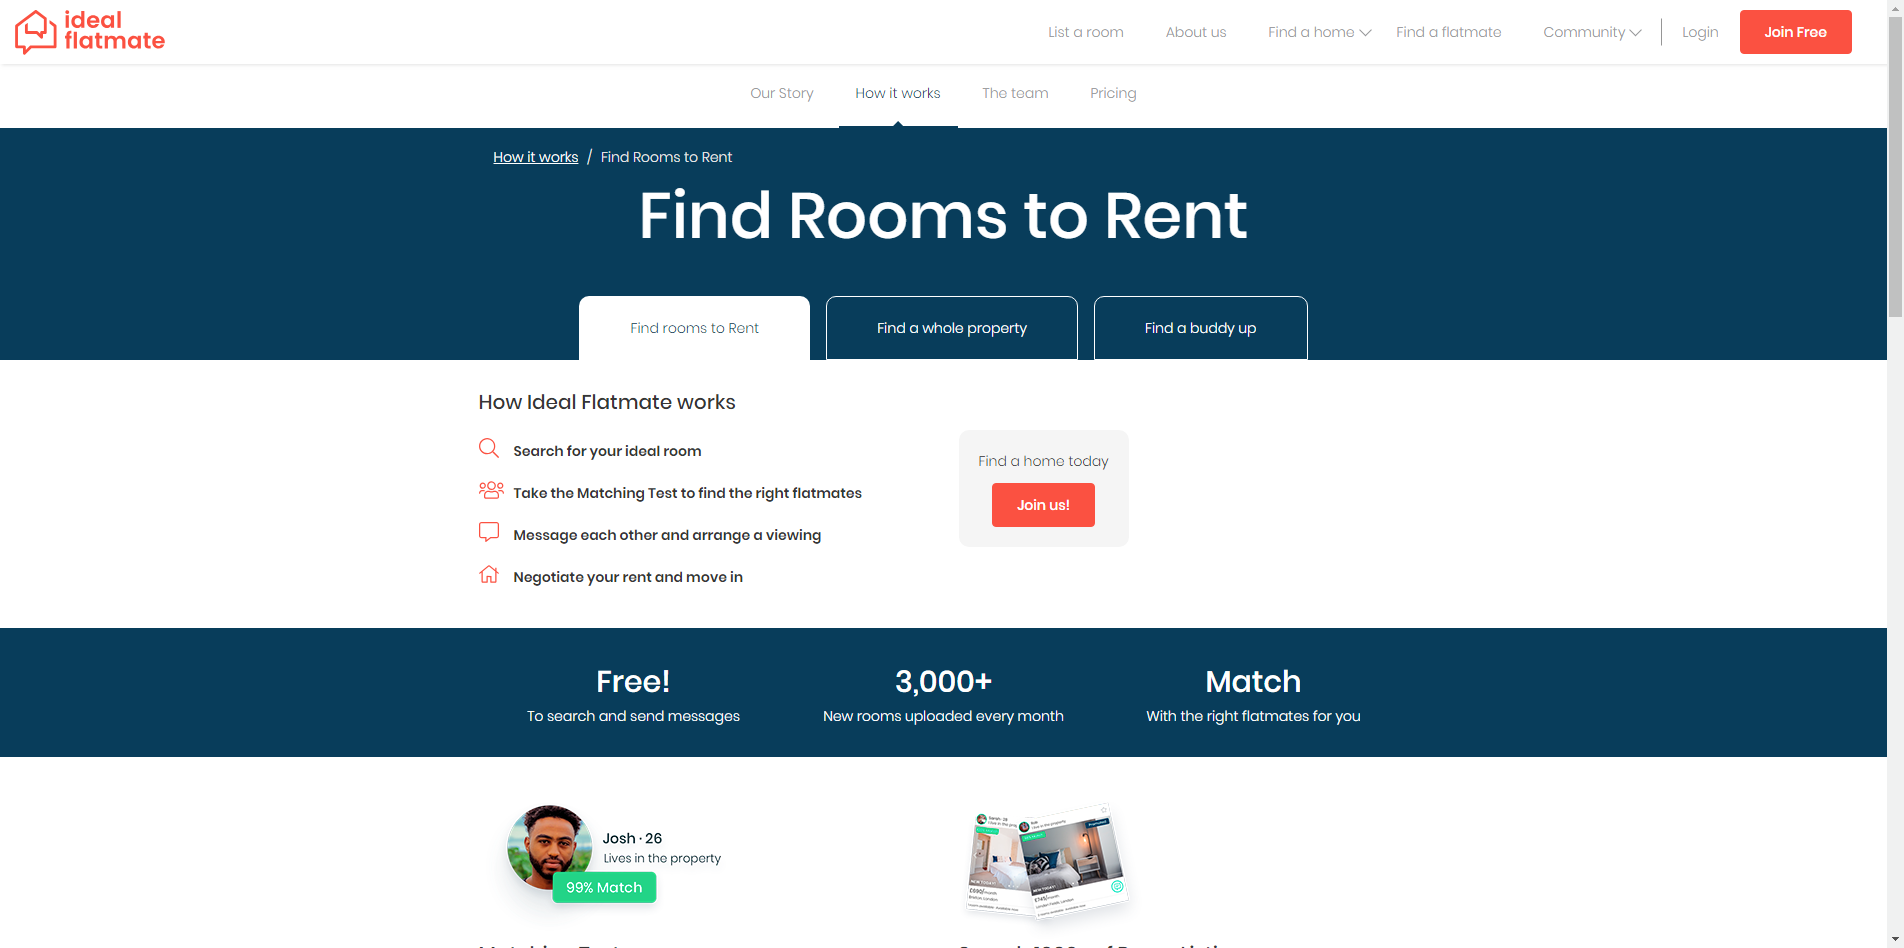 ideal
flatmate
List a room
About us
Find a home
Find a flatmate
Community
Login
Join Free
Our Story
How it works
The team
Pricing
How it works / Find Rooms to Rent
Find Rooms to Rent
Find rooms to Rent
Find a whole property
Find a buddy up
How Ideal Flatmate works
Search for your ideal room
Take the Matching Test to find the right flatmates
Message each other and arrange a viewing
Negotiate your rent and move in
Find a home today
Join us!
Free!
To search and send messages
3,000+
New rooms uploaded every month
Match
With the right flatmates for you
Josh · 26
Lives in the property
99% Match